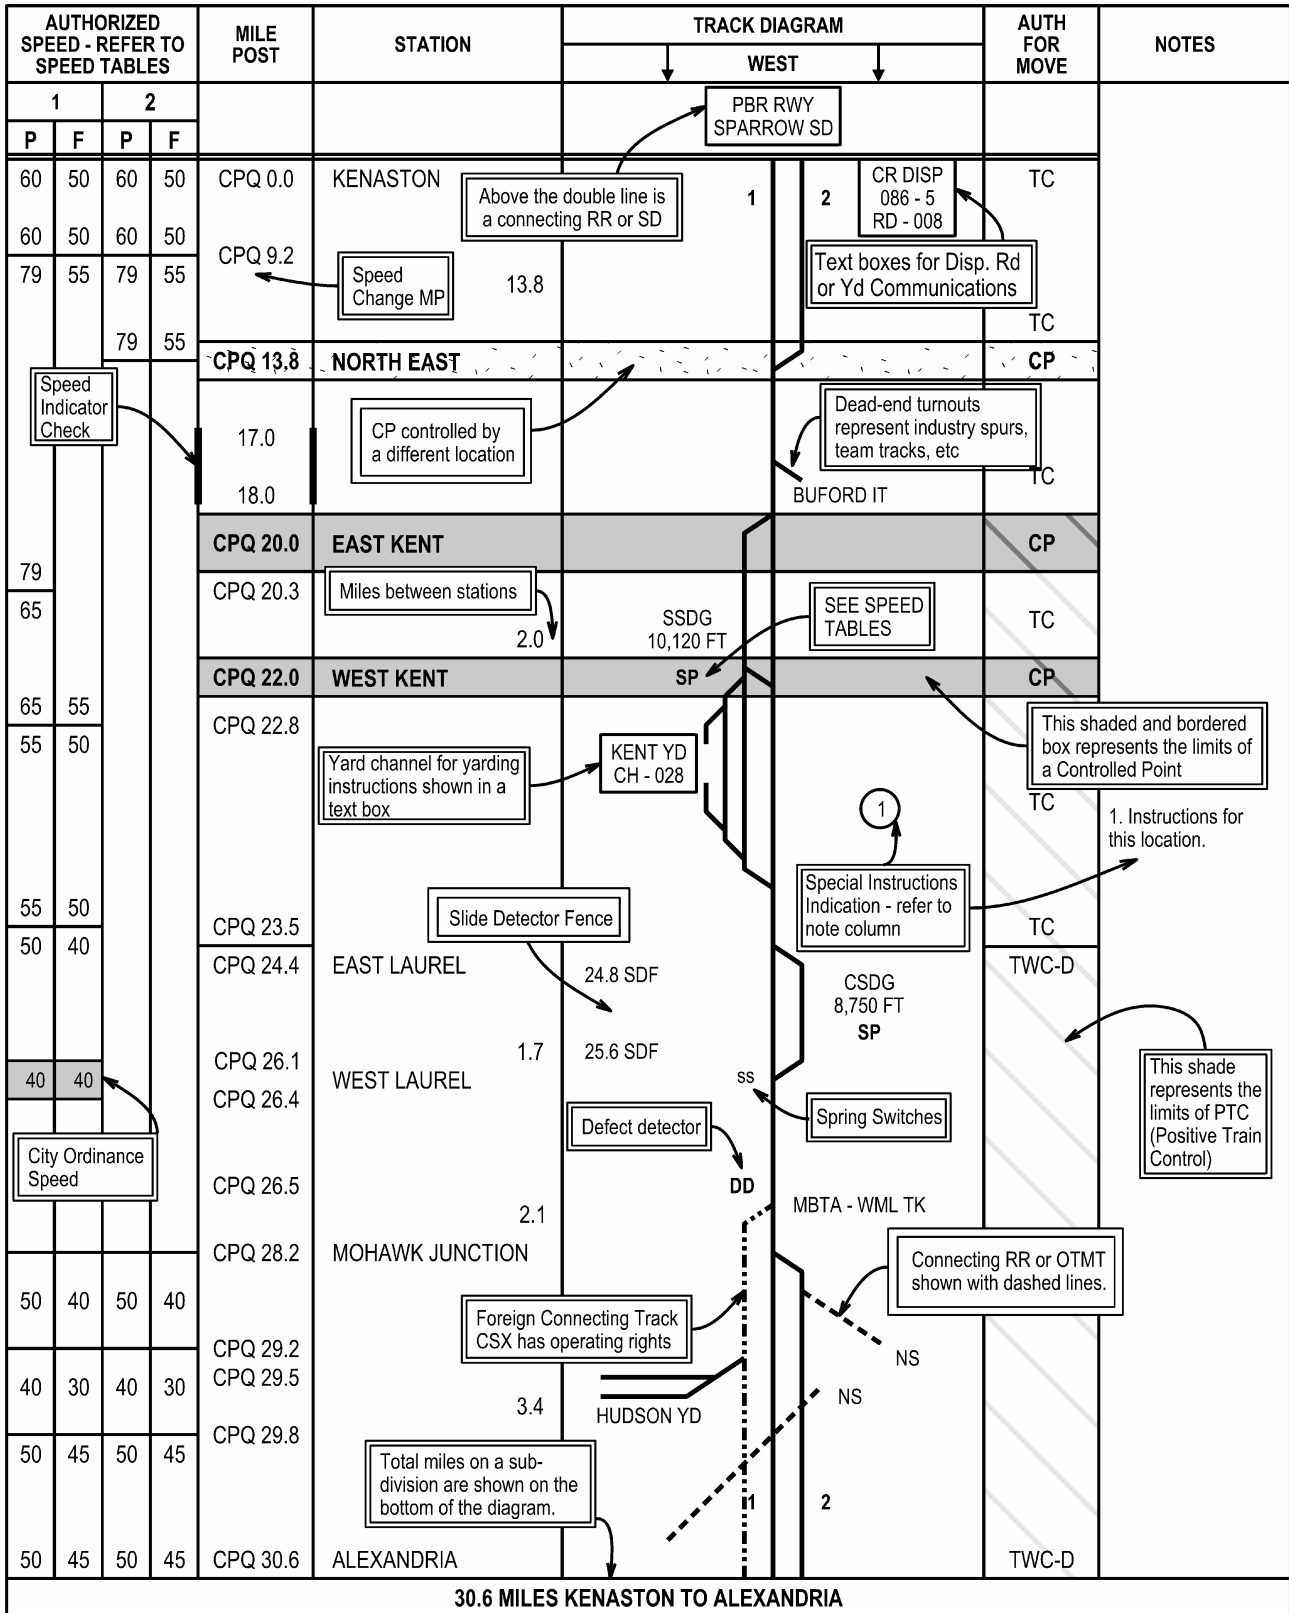 AUTHORIZED
SPEED - REFER TO
SPEED TABLES
MILE
POST
STATION
TRACK DIAGRAM
WEST
AUTH
FOR
MOVE
NOTES
1 2
P F P F
PBR RWY
SPARROW SD
60 50 60 50 CPQ 0.0 KENASTON
Above the double line is
a connecting RR or SD
1 2
CR DISP
086 - 5
RD - 008
TC
60 50 60 50
CPQ 9.2
79 55 79 55
Speed
Change MP
13.8
Text boxes for Disp. Rd
or Yd Communications
TC
79 55
CPQ 13.8 NORTH EAST CP
Speed
Indicator
Check
17.0
18.0
CP controlled by
a different location
Dead-end turnouts
represent industry spurs,
team tracks, etc
TC
BUFORD IT
CPQ 20.0 EAST KENT CP
79
CPQ 20.3
65
Miles between stations
2.0
SSDG
10,120 FT
SEE SPEED
TABLES
TC
CPQ 22.0 WEST KENT SP CP
65 55
CPQ 22.8
55 50
Yard channel for yarding
instructions shown in a
text box
KENT YD
CH - 028
This shaded and bordered
box represents the limits of
a Controlled Point
TC
1
1. Instructions for
this location.
Special Instructions
Indication - refer to
note column
Slide Detector Fence
55 50
CPQ 23.5 TC
50 40
CPQ 24.4 EAST LAUREL 24.8 SDF TWC-D
CSDG
8,750 FT
SP
1.7 25.6 SDF
CPQ 26.1
40 40
WEST LAUREL
ss
CPQ 26.4
This shade
represents the
limits of PTC
(Positive Train
Control)
Defect detector
Spring Switches
City Ordinance
Speed
CPQ 26.5 DD
MBTA - WML TK
2.1
CPQ 28.2 MOHAWK JUNCTION
Connecting RR or OTMT
shown with dashed lines.
50 40 50 40
Foreign Connecting Track
CSX has operating rights
CPQ 29.2
NS
CPQ 29.5
40 30 40 30
NS
3.4
HUDSON YD
CPQ 29.8
50 45 50 45
Total miles on a sub-
division are shown on the
bottom of the diagram.
1 2
50 45 50 45 CPQ 30.6 ALEXANDRIA TWC-D
30.6 MILES KENASTON TO ALEXANDRIA